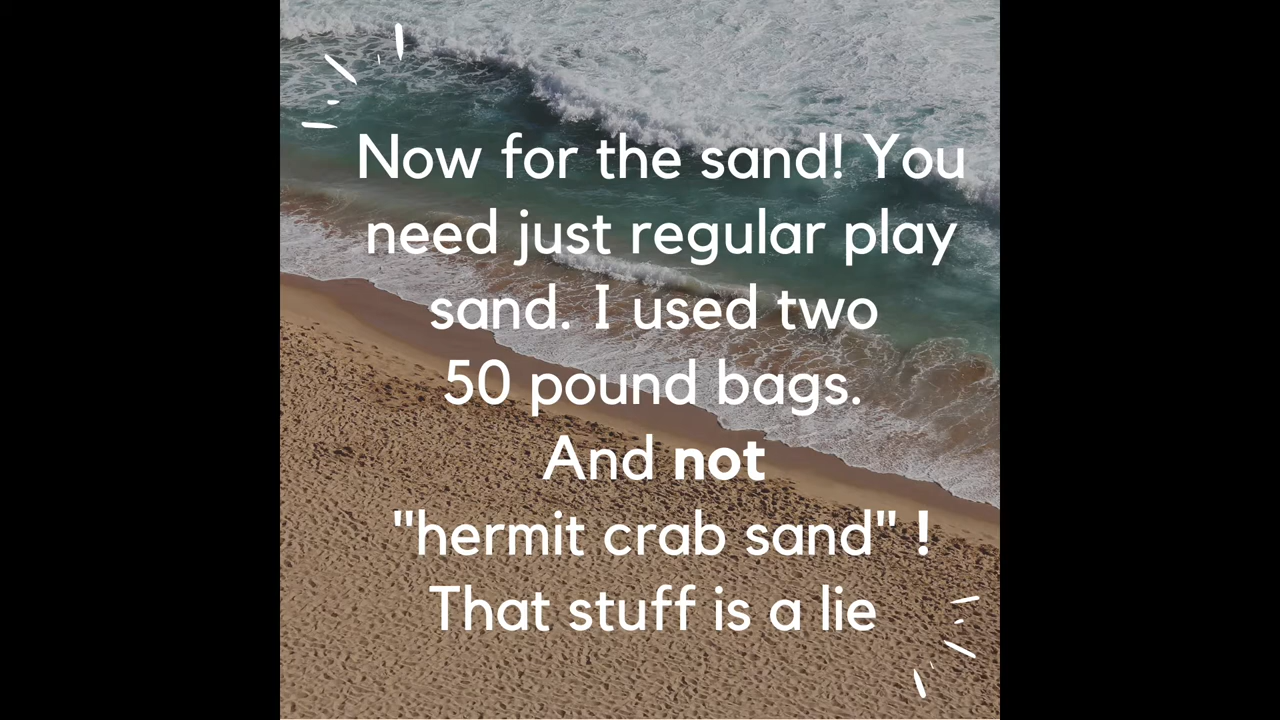 Now for the sand! You
need just regular play
sand. I used two
50 pound bags.
And not
"hermit crab sand" !
That stuff is a lie